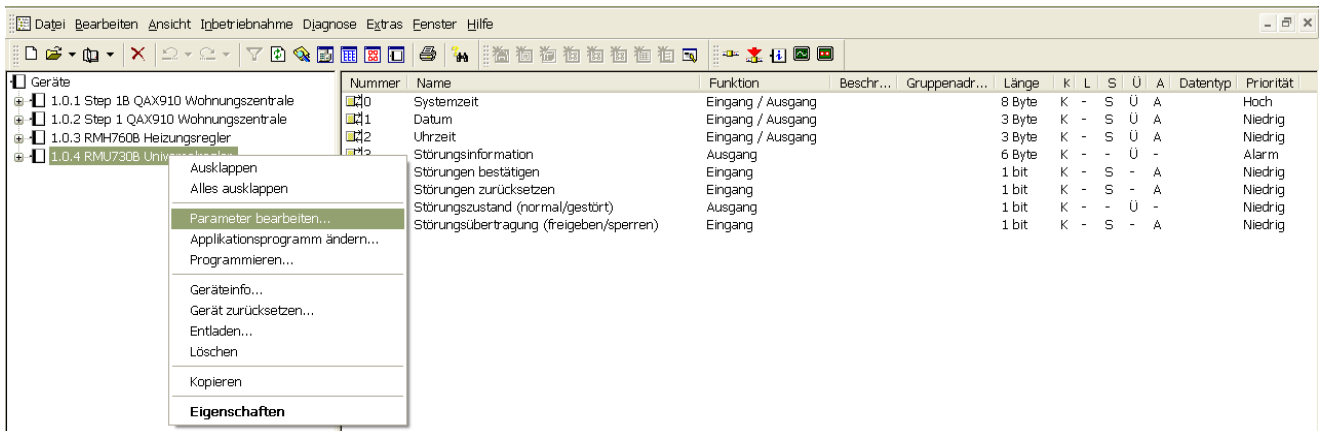 Datei Bearbeiten Ansicht Inbetriebnahme Diagnose Extras Fenster Hilfe
Geräte
1.0.1 Step 1B QAX910 Wohnungszentrale
1.0.2 Step 1 QAX910 Wohnungszentrale
1.0.3 RMH760B Heizungsregler
1.0.4 RMU730B
Ausklappen
Alles ausklappen
Parameter bearbeiten...
Applikationsprogramm ändern...
Programmieren...
Geräteinfo...
Gerät zurücksetzen...
Entladen...
Löschen
Kopieren
Eigenschaften
Nummer Name Funktion Beschr... Gruppenadr... Länge K L S Ü A Datentyp Priorität
0 Systemzeit Eingang / Ausgang 8 Byte K - S Ü A Hoch
1 Datum Eingang / Ausgang 3 Byte K - S Ü A Niedrig
2 Uhrzeit Eingang / Ausgang 3 Byte K - S Ü A Niedrig
3 Störungsinformation Ausgang 6 Byte K - - Ü - Alarm
Störungen bestätigen Eingang 1 bit K - S - A Niedrig
Störungen zurücksetzen Eingang 1 bit K - S - A Niedrig
Störungszustand (normal/gestört) Ausgang 1 bit K - - Ü - Niedrig
Störungsübertragung (freigeben/sperren) Eingang 1 bit K - S - A Niedrig